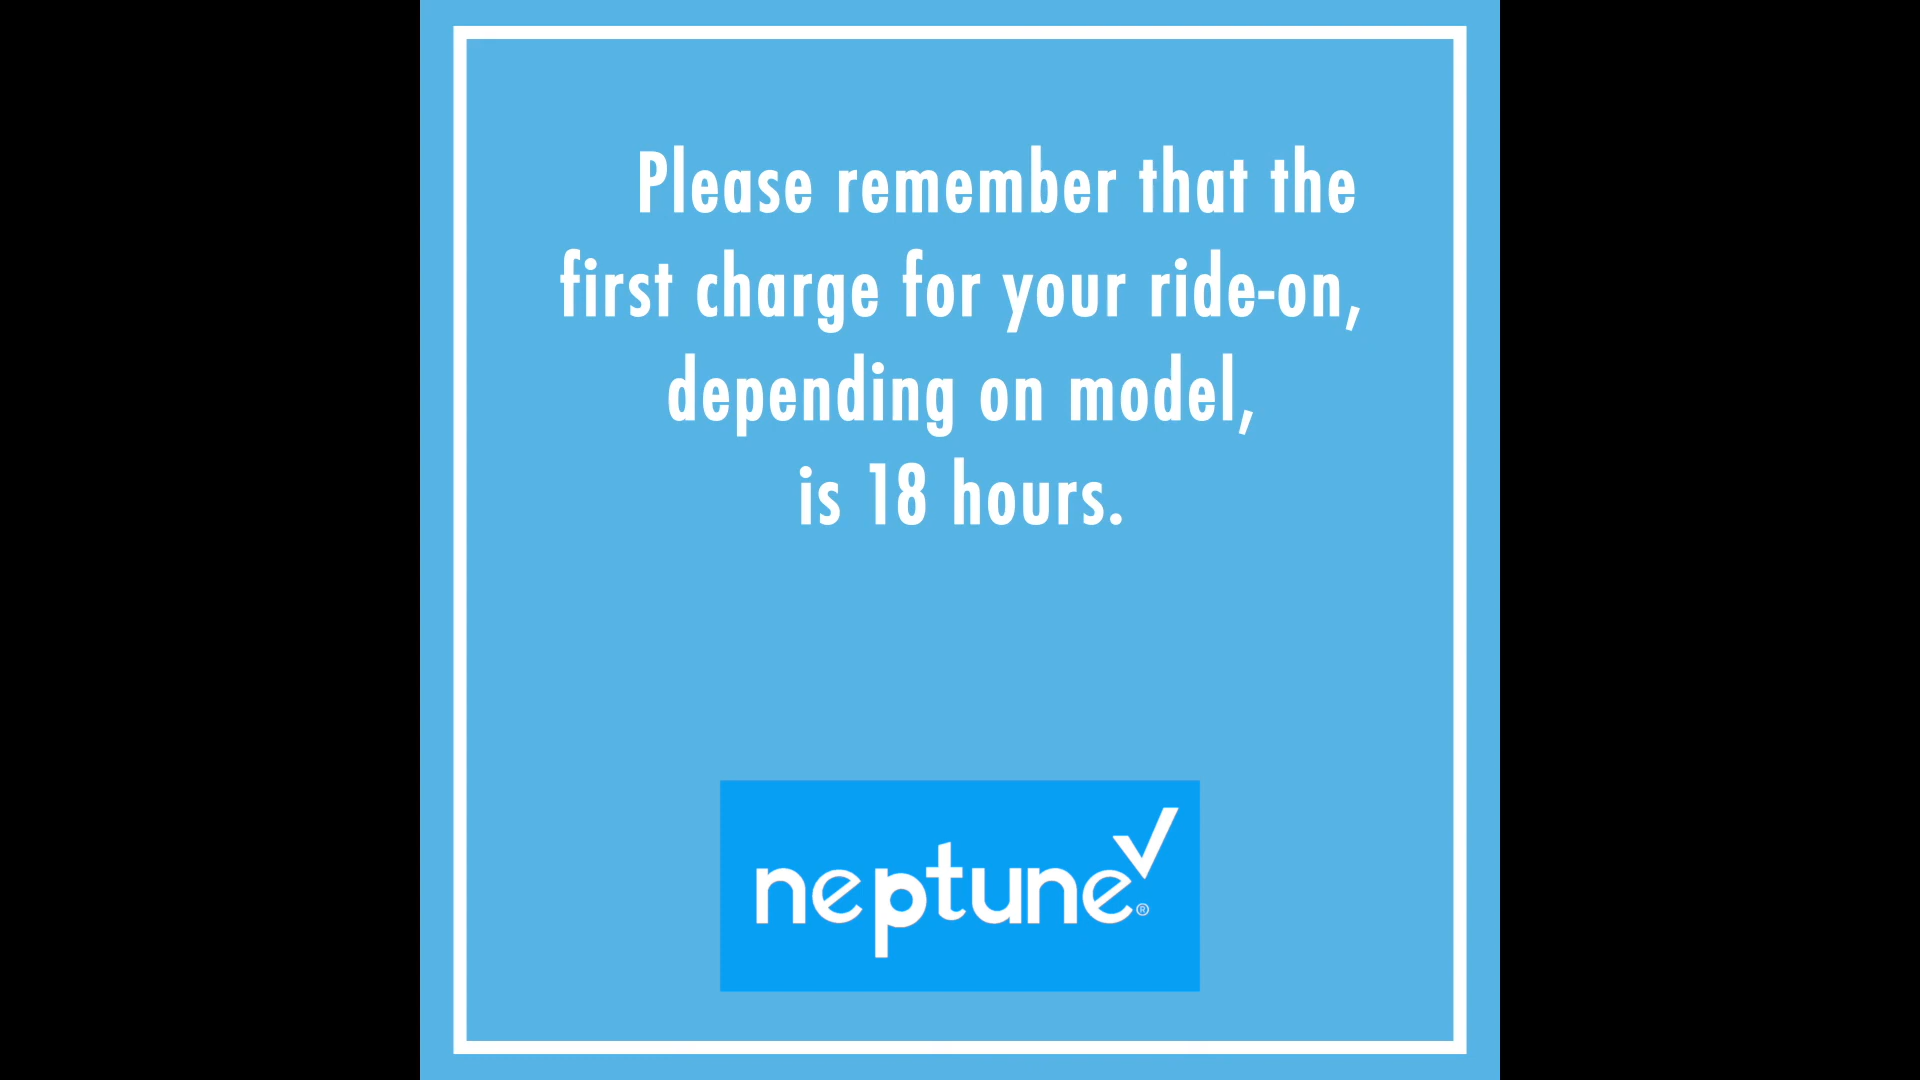 Please remember that the
first charge for your ride-on,
depending on model,
is 18 hours.
neptune®